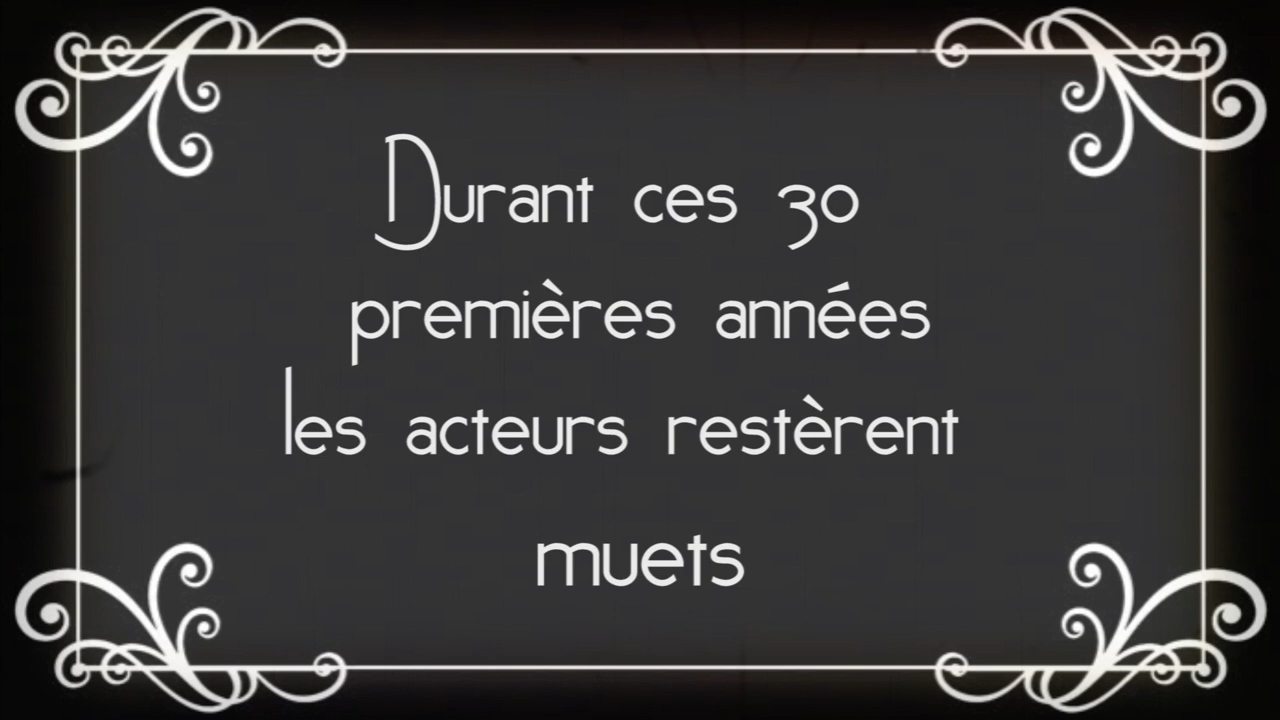 Durant ces 30
premières années
les acteurs restèrent
muets